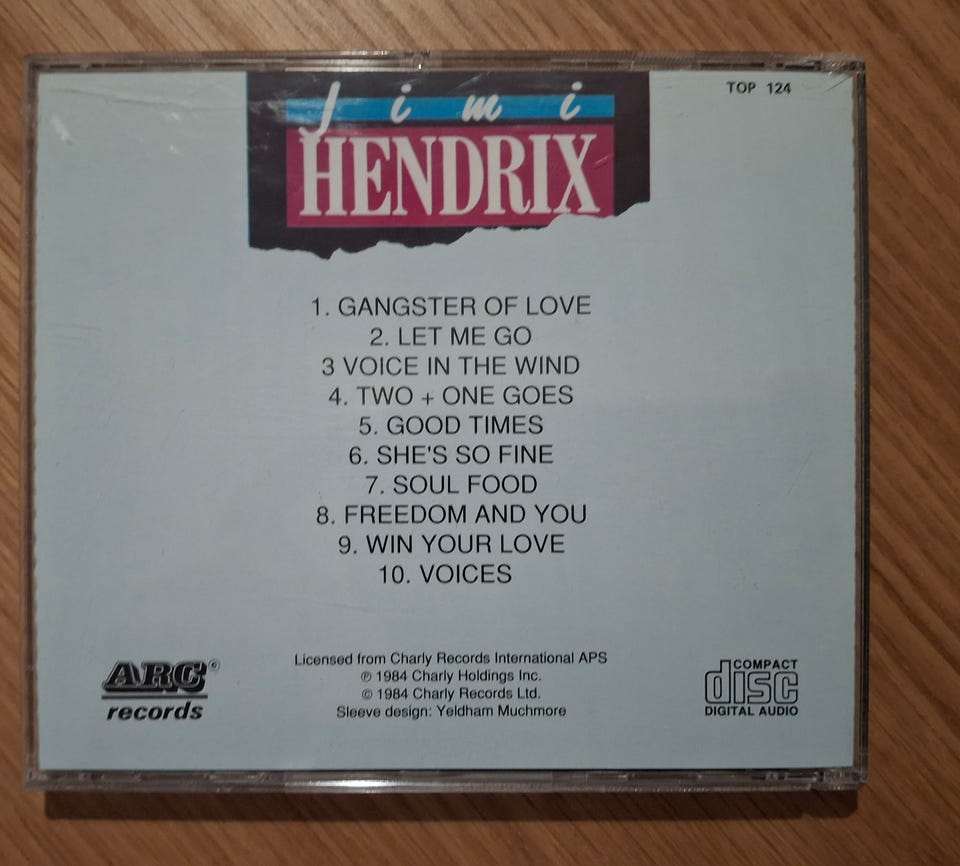 TOP 124
Jimi
HENDRIX
1. GANGSTER OF LOVE
2. LET ME GO
3 VOICE IN THE WIND
4. TWO + ONE GOES
5. GOOD TIMES
6. SHE'S SO FINE
7. SOUL FOOD
8. FREEDOM AND YOU
9. WIN YOUR LOVE
10. VOICES
Licensed from Charly Records International APS
℗ 1984 Charly Holdings Inc.
© 1984 Charly Records Ltd.
Sleeve design: Yeldham Muchmore
ARC©
records
COMPACT
disc
DIGITAL AUDIO